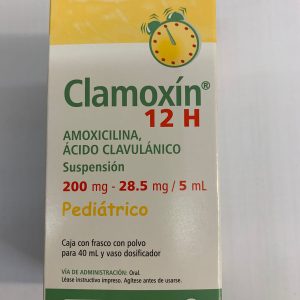 Clamoxín®
12 H
AMOXICILINA,
ÁCIDO CLAVULÁNICO
Suspensión
200 mg - 28.5 mg / 5 mL
Pediátrico
Caja con frasco con polvo
para 40 mL y vaso dosificador
VÍA DE ADMINISTRACIÓN: Oral.
Léase instructivo impreso. Agítese antes de usarse.